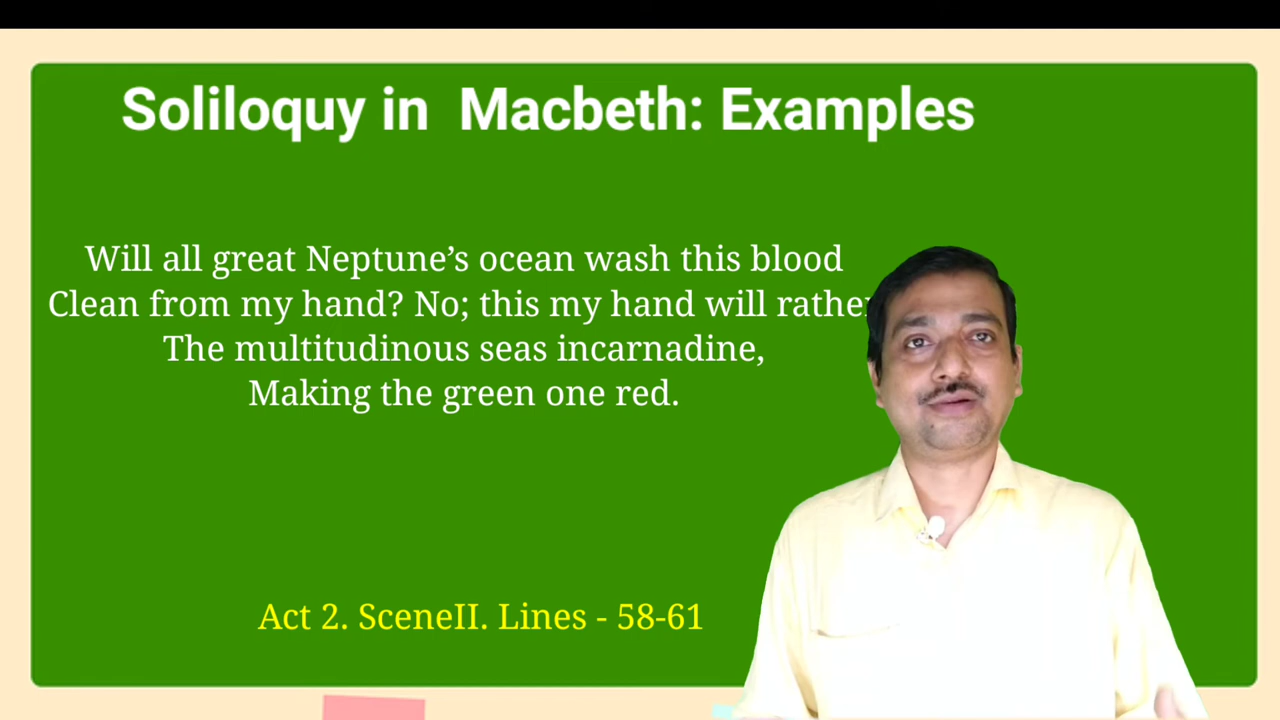 Soliloquy in Macbeth: Examples
Will all great Neptune’s ocean wash this blood
Clean from my hand? No; this my hand will rather
The multitudinous seas incarnadine,
Making the green one red.
Act 2. SceneII. Lines - 58-61